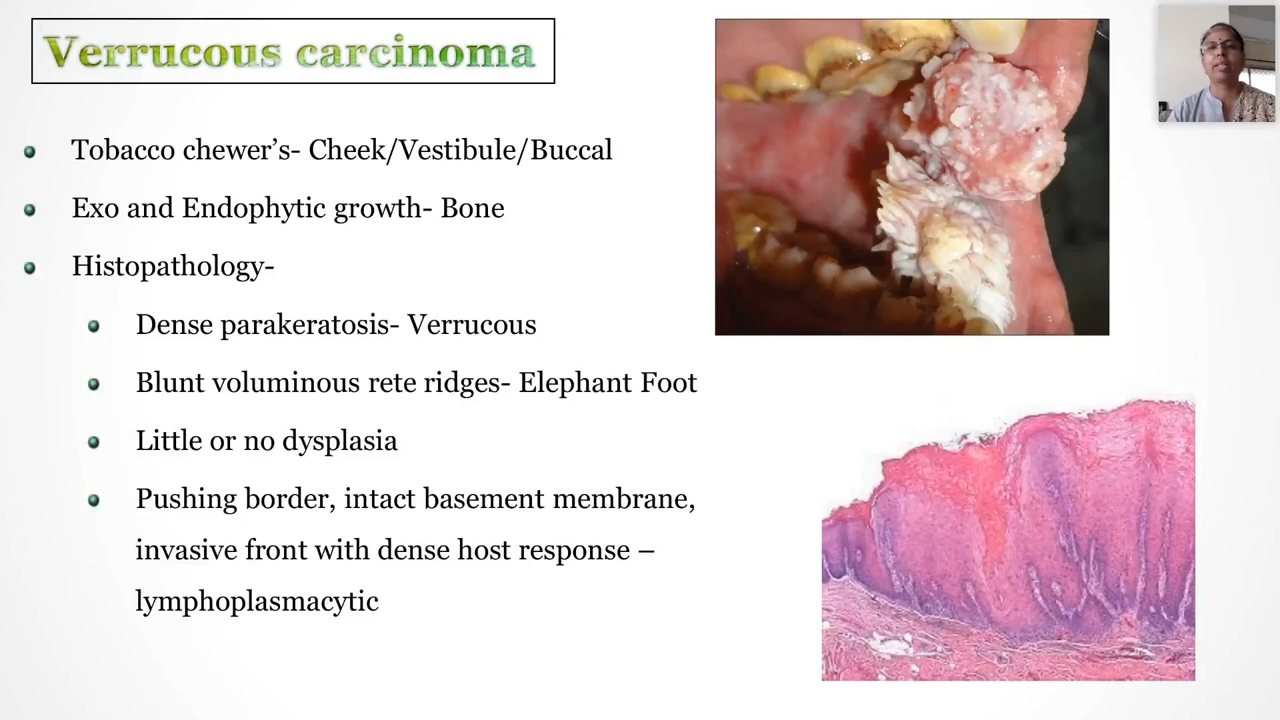 Verrucous carcinoma
Tobacco chewer’s- Cheek/Vestibule/Buccal
Exo and Endophytic growth- Bone
Histopathology-
Dense parakeratosis- Verrucous
Blunt voluminous rete ridges- Elephant Foot
Little or no dysplasia
Pushing border, intact basement membrane,
invasive front with dense host response –
lymphoplasmacytic